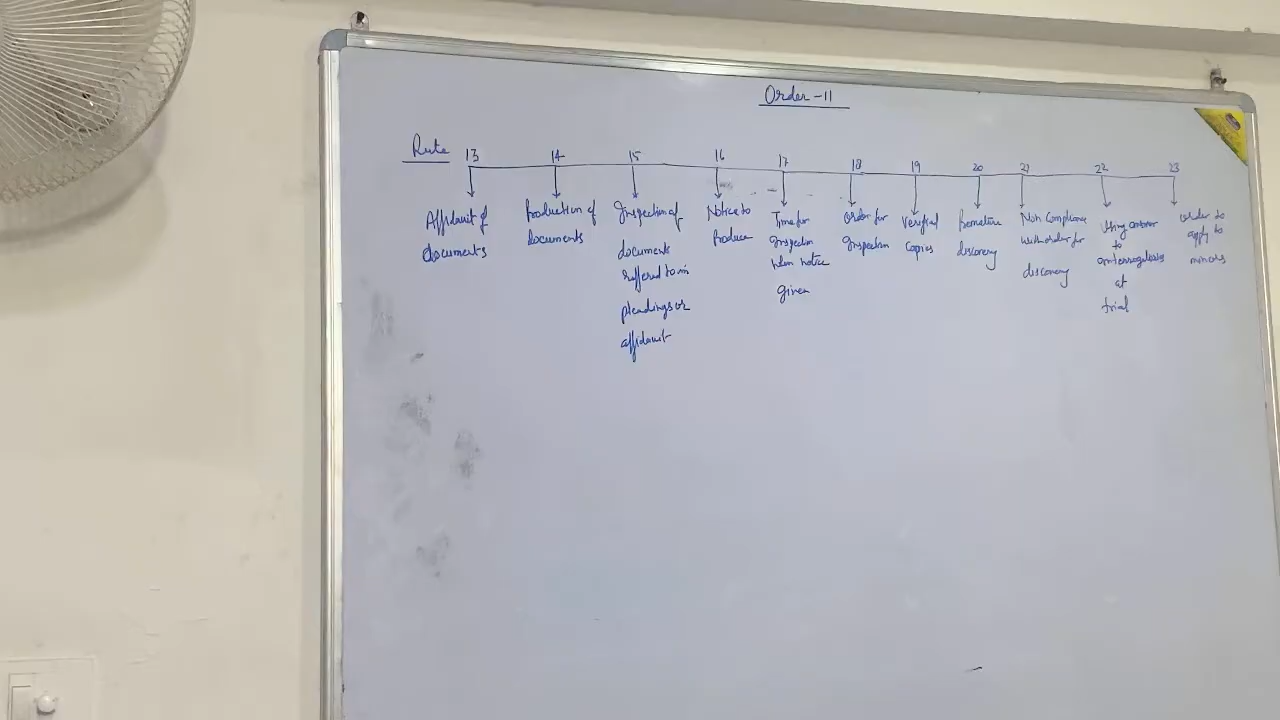 Order-11
Rule 13 14 15 16 17 18 19 20 21 22 23
Affidavit of
documents
Production of
documents
Inspection of
documents
reffered to in
pleadings or
affidavit
Notice to
Produce
Time for
Inspection
when notice
given
Order for
Inspection
Verified
Copies
Premature
discovery
Non Compliance
with order for
discovery
Using answer
to
interrogatories
at
trial
order to
apply to
minors